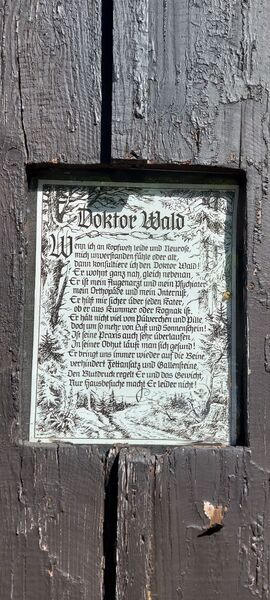 Doktor Wald
Wenn ich an Kopfweh leide und Neurose,
mich unverstanden fühle oder alt,
dann konsultiere ich den Doktor Wald!
Er wohnt ganz nah, gleich nebenan,
Er ist mein Augenarzt und mein Psychiater
mein Orthopäde und mein Internist.
Er hilft mir sicher über jeden Kater,
ob er aus Kummer oder Kognak ist.
Er hält nicht viel von Pülverchen und Pille
Doch um so mehr von Luft und Sonnenschein!
Ist seine Praxis auch sehr überlaufen,
In seiner Obhut läuft man sich gesund!
Er bringt uns immer wieder auf die Beine
verhindert Fettansatz und Gallensteine.
Den Blutdruck regelt Er und das Gewicht,
Nur Hausbesuche macht Er leider nicht!